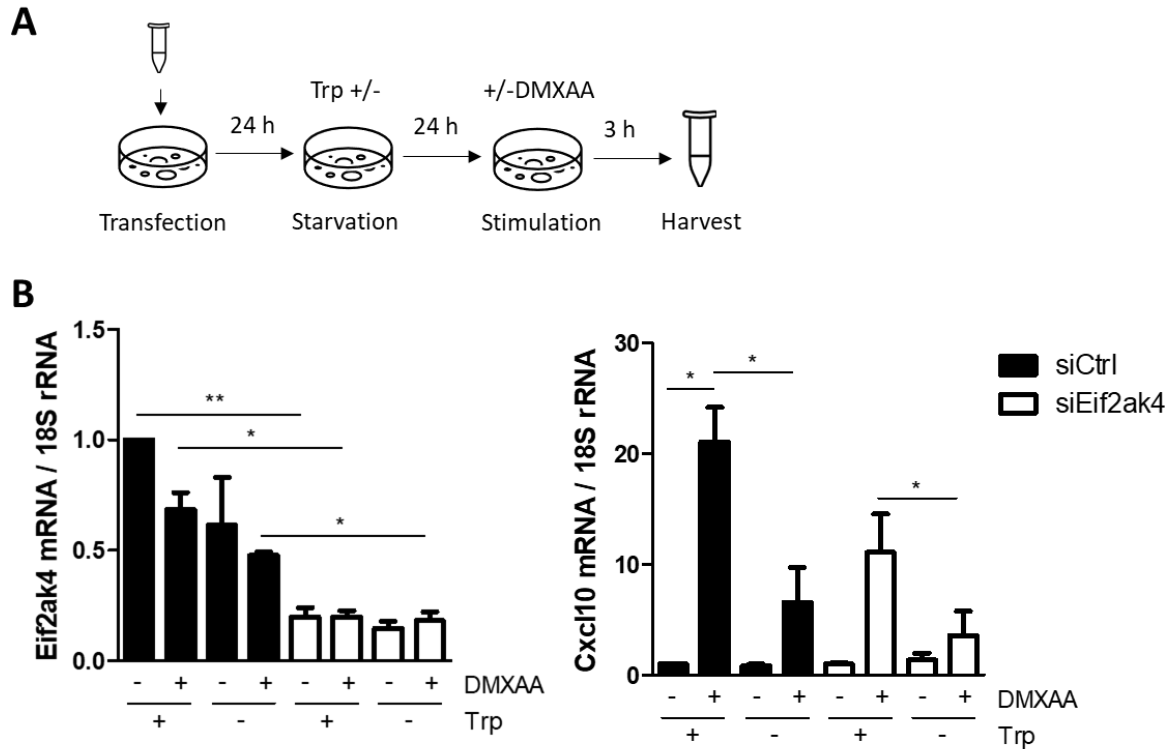 A
Trp +/-
+/-DMXAA
24 h
24 h
3 h
Transfection
Starvation
Stimulation
Harvest
B
Eif2ak4 mRNA / 18S rRNA
1.5
1.0
0.5
0.0
**
*
*
- + - + - + - + DMXAA
+ - + - Trp
Cxcl10 mRNA / 18S rRNA
30
20
10
0
*
*
*
- + - + - + - + DMXAA
+ - + - Trp
siCtrl
siEif2ak4